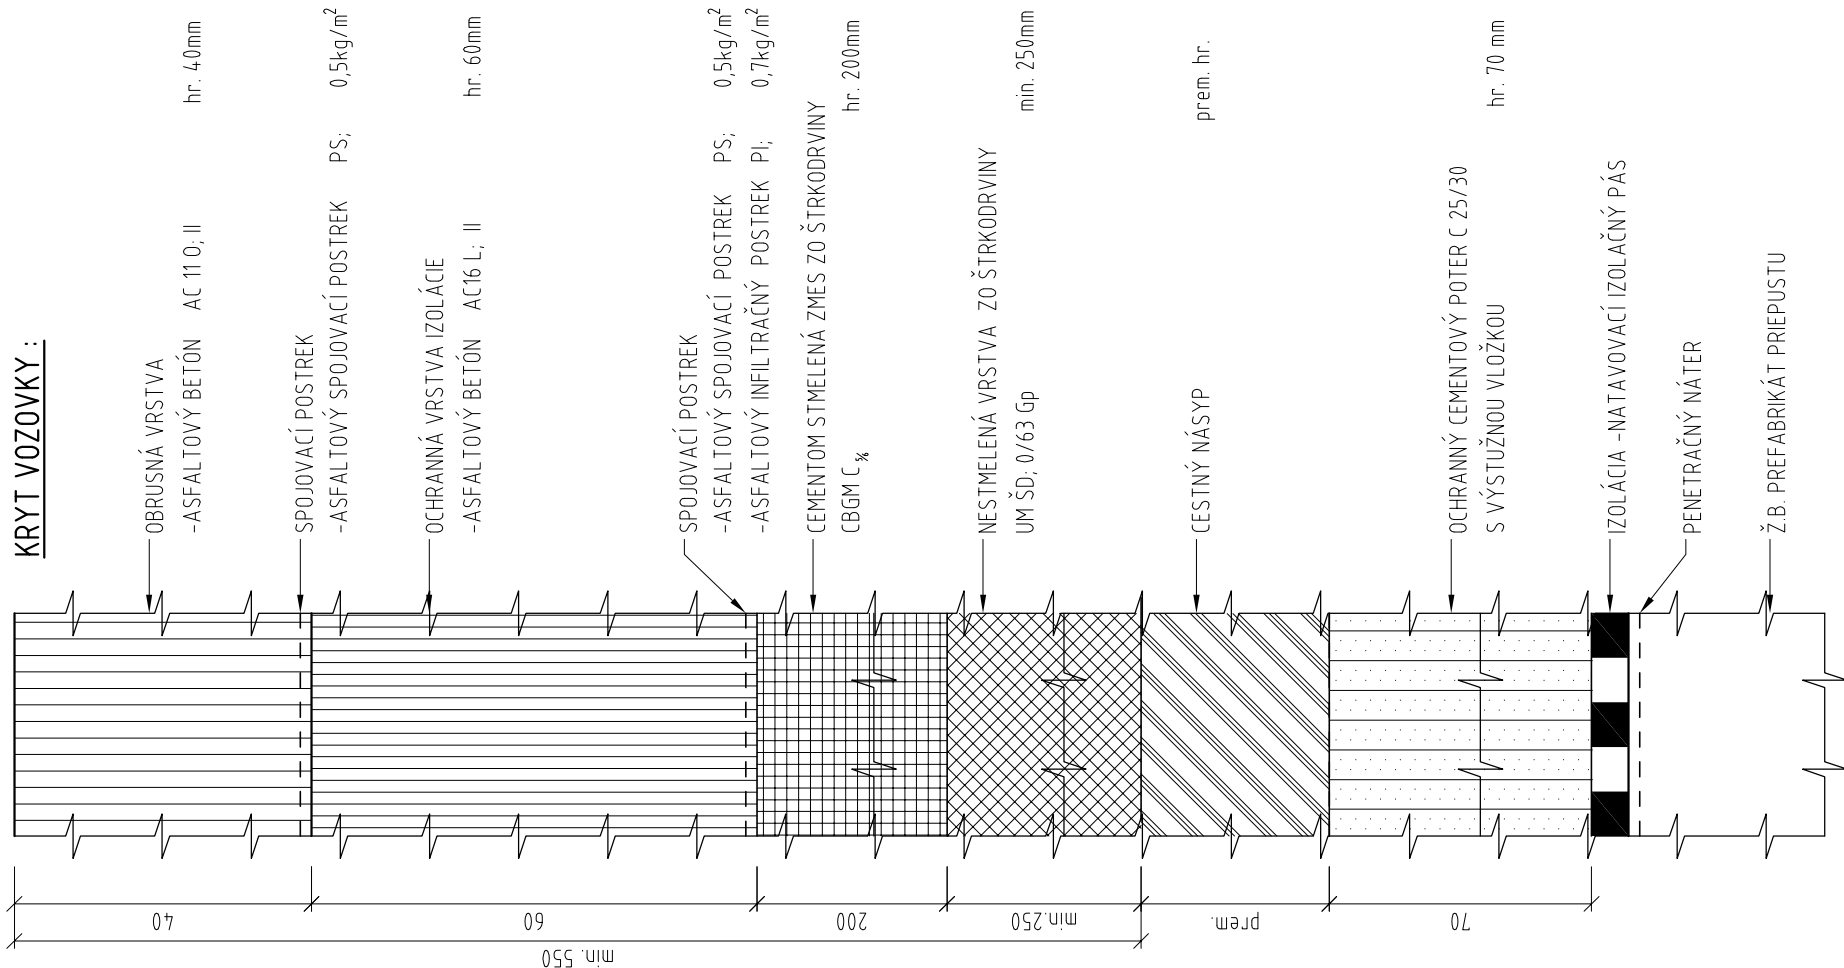 KRYT VOZOVKY :
OBRUSNÁ VRSTVA
-ASFALTOVÝ BETÓN AC 11 O; II hr. 40mm
SPOJOVACÍ POSTREK
-ASFALTOVÝ SPOJOVACÍ POSTREK PS; 0,5kg/m²
OCHRANNÁ VRSTVA IZOLÁCIE
-ASFALTOVÝ BETÓN AC16 L; II hr. 60mm
SPOJOVACÍ POSTREK
-ASFALTOVÝ SPOJOVACÍ POSTREK PS; 0,5kg/m²
-ASFALTOVÝ INFILTRAČNÝ POSTREK PI; 0,7kg/m²
CEMENTOM STMELENÁ ZMES ZO ŠTRKODRVINY
CBGM C 5/6 hr. 200mm
NESTMELENÁ VRSTVA ZO ŠTRKODRVINY
UM ŠD; 0/63 Gp min. 250mm
CESTNÝ NÁSYP prem. hr.
OCHRANNÝ CEMENTOVÝ POTER C 25/30
S VÝSTUŽNOU VLOŽKOU hr. 70 mm
IZOLÁCIA -NATAVOVACÍ IZOLAČNÝ PÁS
PENETRAČNÝ NÁTER
Ž.B. PREFABRIKÁT PRIEPUSTU
40
60
200
min.250
prem.
70
min. 550